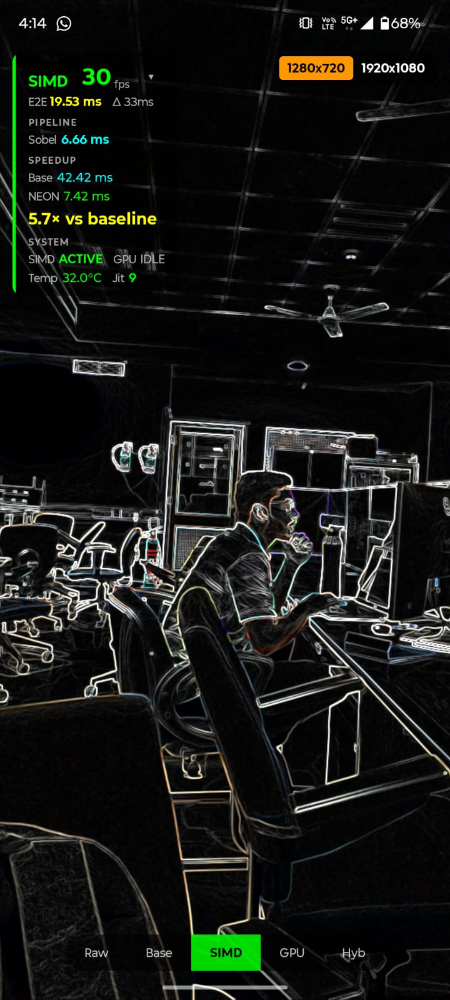 4:14 Vo LTE 5G+ 68%
1280x720 1920x1080
SIMD 30 fps ▼
E2E 19.53 ms Δ 33ms
PIPELINE
Sobel 6.66 ms
SPEEDUP
Base 42.42 ms
NEON 7.42 ms
5.7× vs baseline
SYSTEM
SIMD ACTIVE GPU IDLE
Temp 32.0°C Jit 9
Raw Base SIMD GPU Hyb